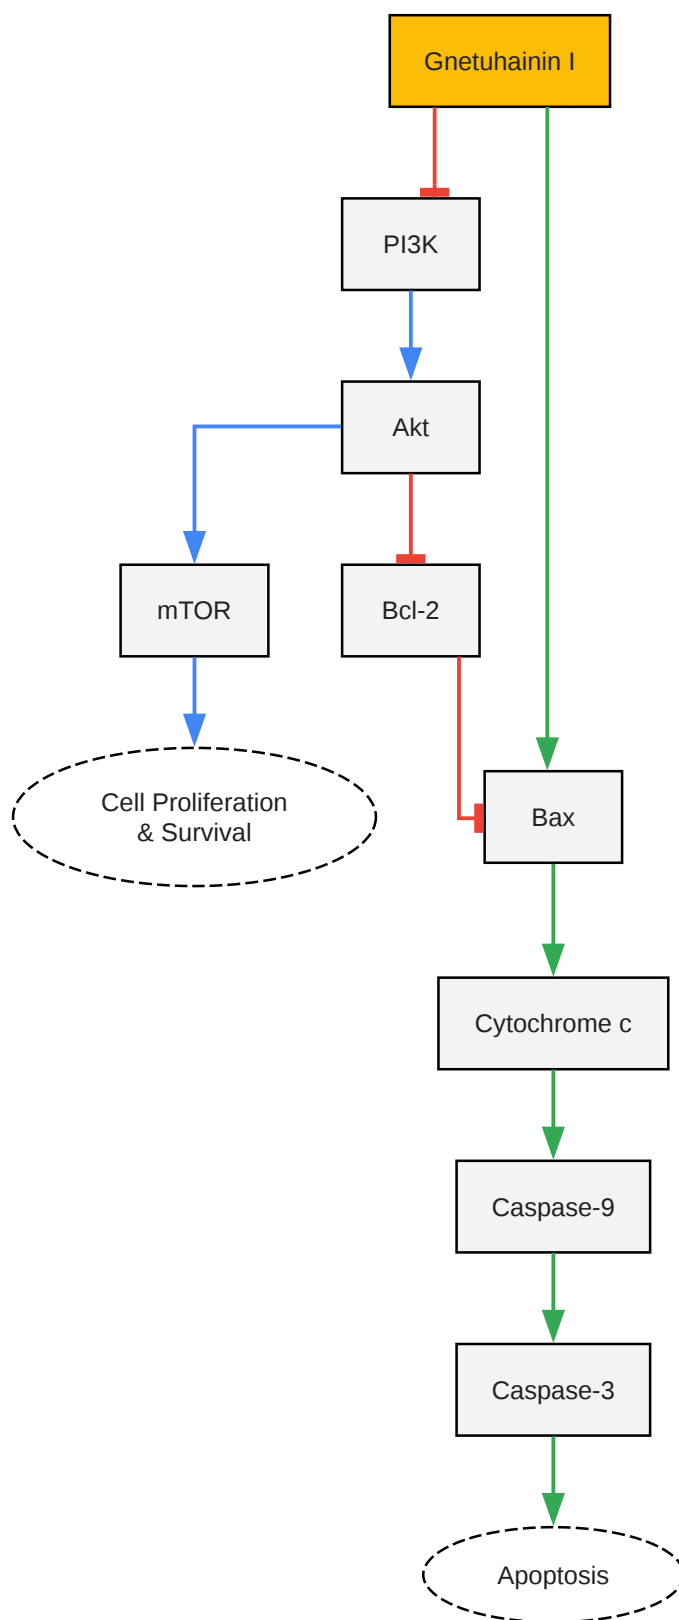 Gnetuhainin I
PI3K
Akt
mTOR
Bcl-2
Cell Proliferation
& Survival
Bax
Cytochrome c
Caspase-9
Caspase-3
Apoptosis